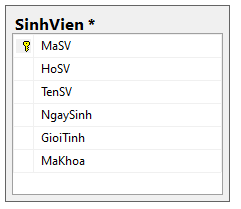 SinhVien *
MaSV
HoSV
TenSV
NgaySinh
GioiTinh
MaKhoa